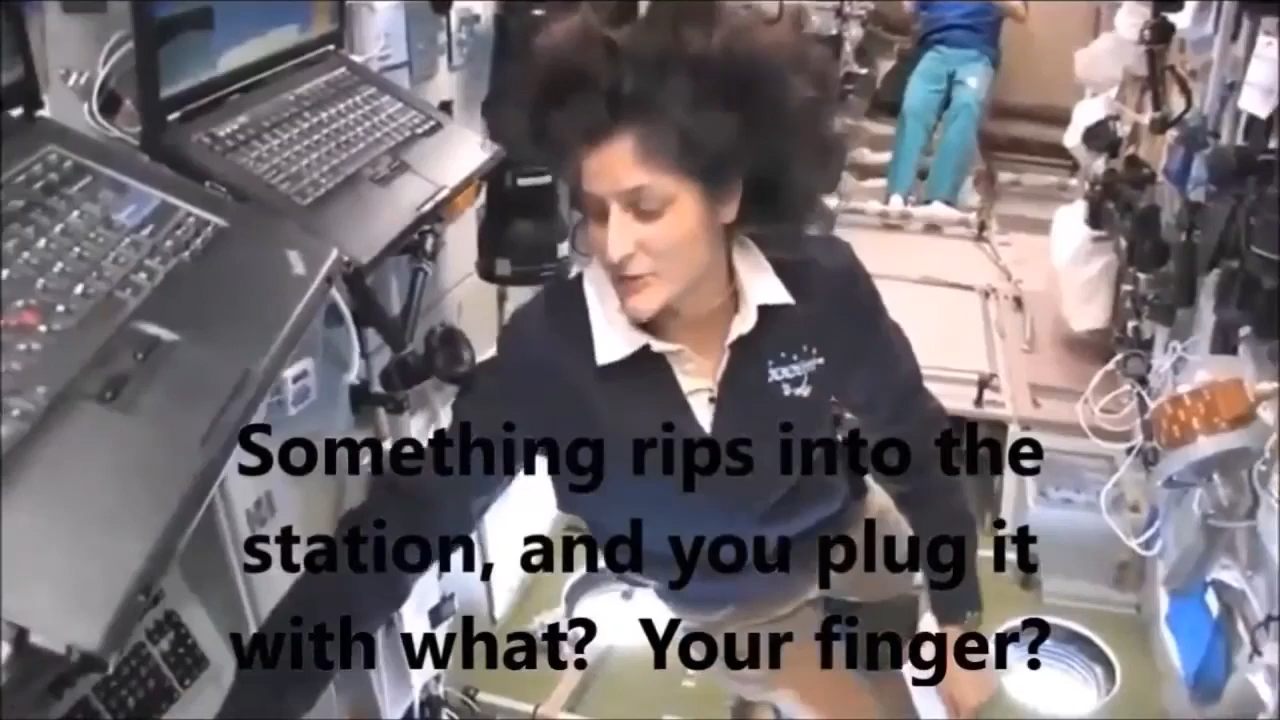 Something rips into the
station, and you plug it
with what?  Your finger?